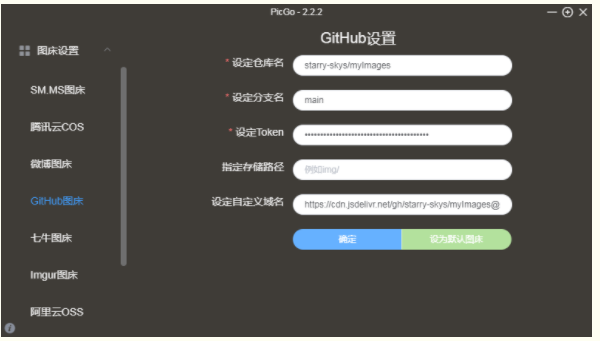 PicGo - 2.2.2
图床设置
SM.MS图床
腾讯云COS
微博图床
GitHub图床
七牛图床
Imgur图床
阿里云OSS
GitHub设置
* 设定仓库名
starry-skys/myImages
* 设定分支名
main
* 设定Token
指定存储路径
例如img/
设定自定义域名
https://cdn.jsdelivr.net/gh/starry-skys/myImages@
确定
设为默认图床